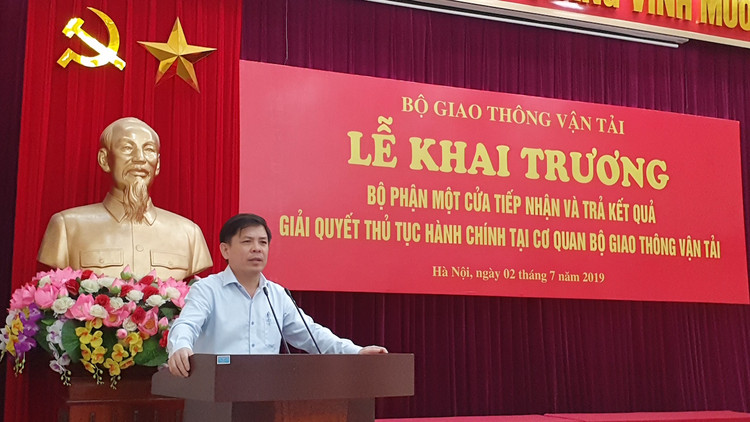 VINH MUÔ
BỘ GIAO THÔNG VẬN TẢI
LỄ KHAI TRƯƠNG
BỘ PHẬN MỘT CỬA TIẾP NHẬN VÀ TRẢ KẾT QUẢ
GIẢI QUYẾT THỦ TỤC HÀNH CHÍNH TẠI CƠ QUAN BỘ GIAO THÔNG VẬN TẢI
Hà Nội, ngày 02 tháng 7 năm 2019